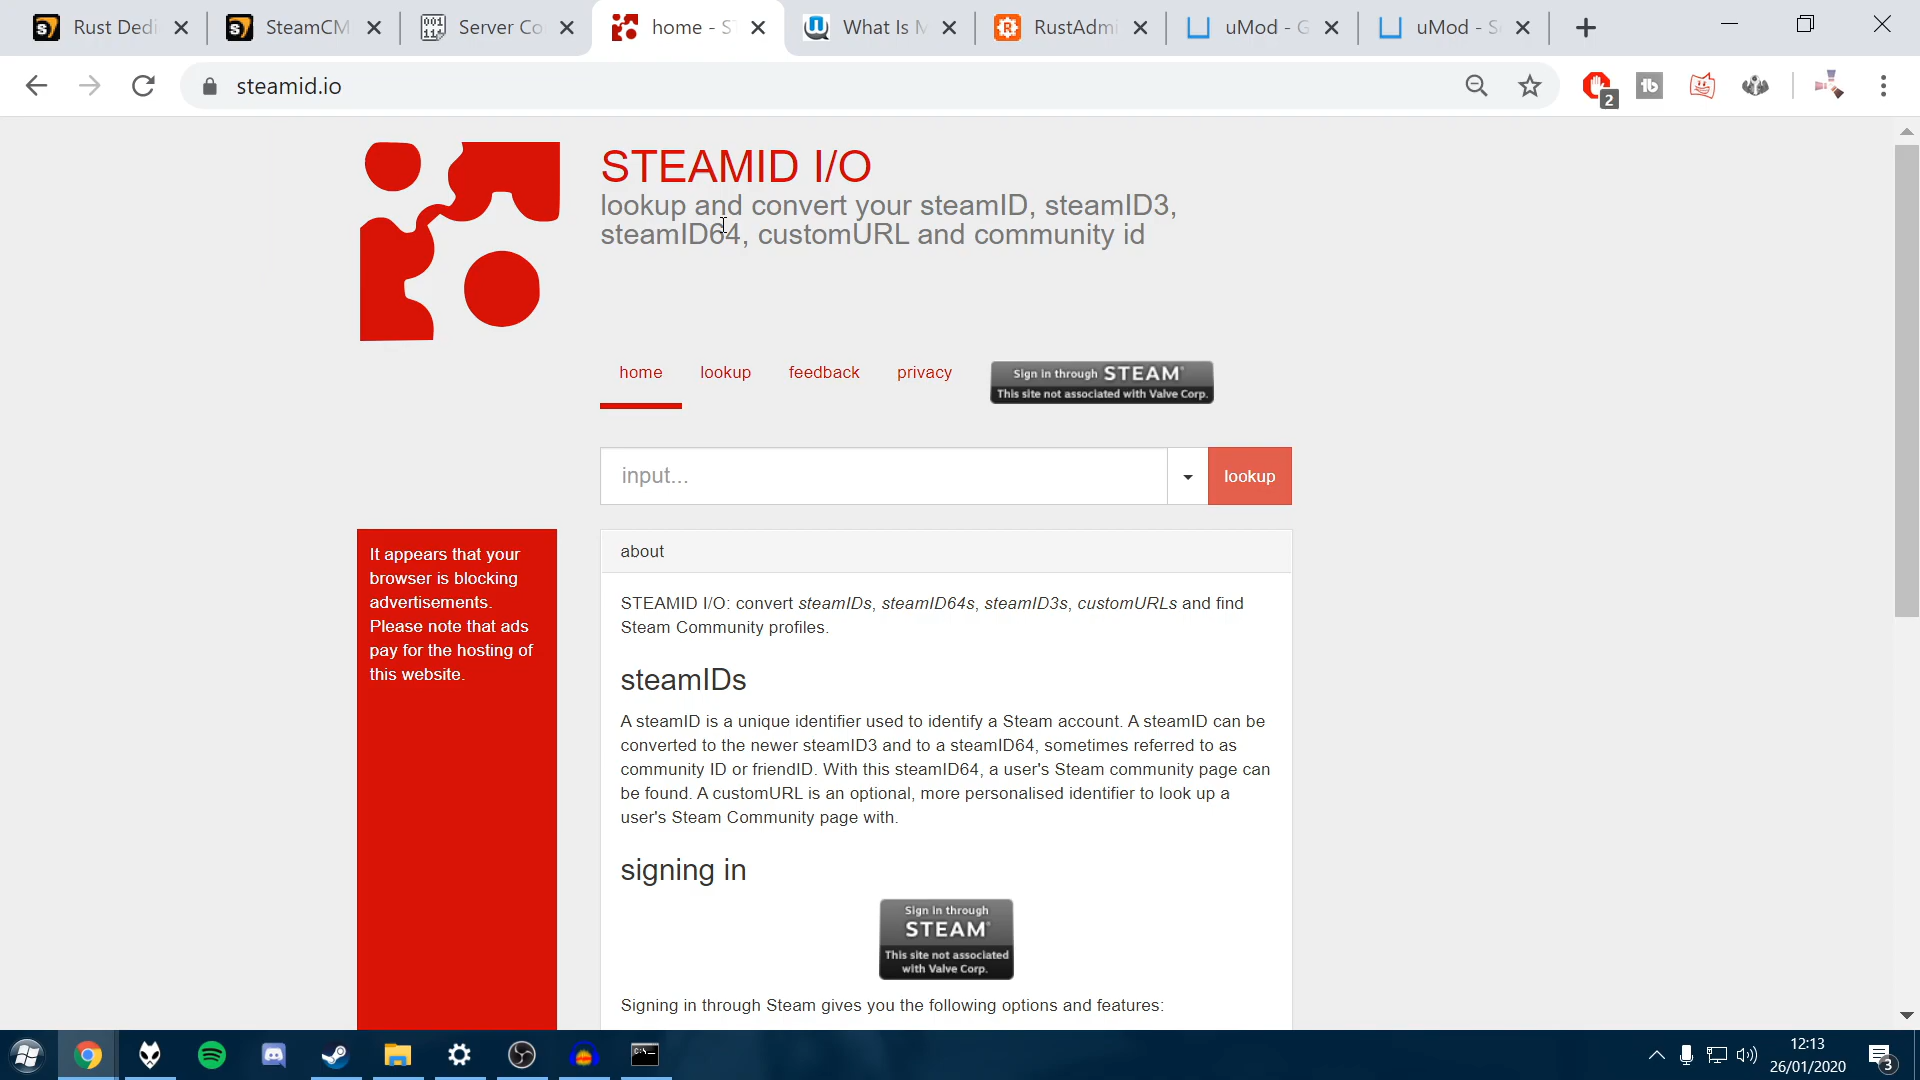 Rust Dedi
SteamCM
Server Co
home - ST
What Is M
RustAdmi
uMod - G
uMod - S
steamid.io
2
STEAMID I/O
lookup and convert your steamID, steamID3,
steamID64, customURL and community id
home
lookup
feedback
privacy
Sign in through STEAM
This site not associated with Valve Corp.
input...
lookup
It appears that your
browser is blocking
advertisements.
Please note that ads
pay for the hosting of
this website.
about
STEAMID I/O: convert steamIDs, steamID64s, steamID3s, customURLs and find
Steam Community profiles.
steamIDs
A steamID is a unique identifier used to identify a Steam account. A steamID can be
converted to the newer steamID3 and to a steamID64, sometimes referred to as
community ID or friendID. With this steamID64, a user's Steam community page can
be found. A customURL is an optional, more personalised identifier to look up a
user's Steam Community page with.
signing in
Sign in through
STEAM
This site not associated
with Valve Corp.
Signing in through Steam gives you the following options and features:
12:13
26/01/2020
3